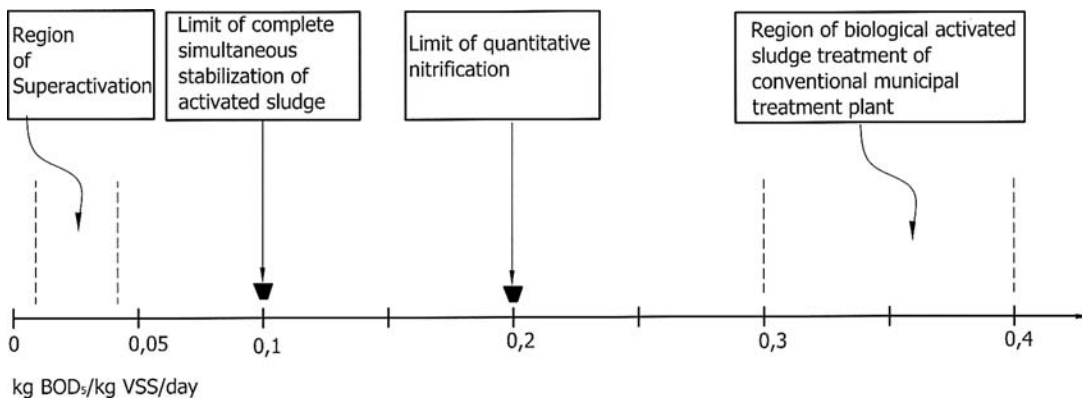 Region
of
Superactivation
Limit of complete
simultaneous
stabilization of
activated sludge
Limit of quantitative
nitrification
Region of biological activated
sludge treatment of
conventional municipal
treatment plant
0
0,05
0,1
0,2
0,3
0,4
kg BOD₅/kg VSS/day